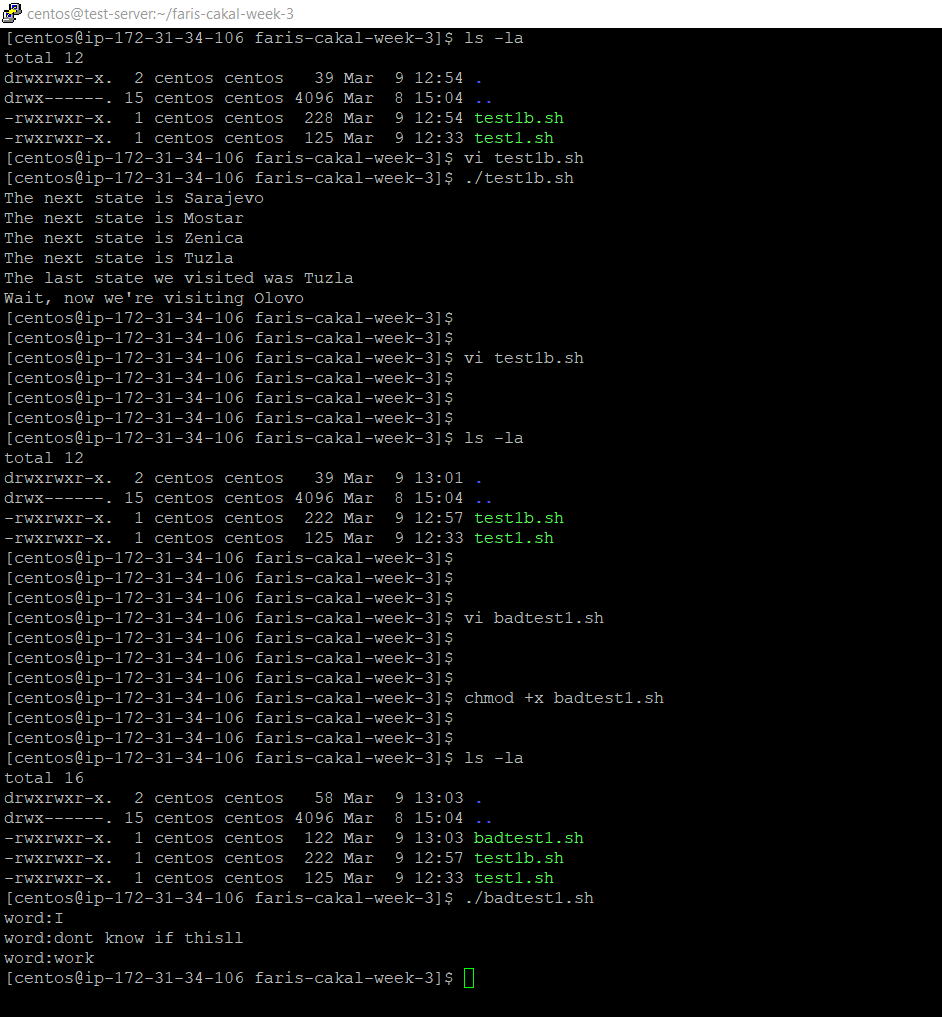 centos@test-server:~/faris-cakal-week-3
[centos@ip-172-31-34-106 faris-cakal-week-3]$ ls -la
total 12
drwxrwxr-x.  2 centos centos   39 Mar  9 12:54 .
drwx------. 15 centos centos 4096 Mar  8 15:04 ..
-rwxrwxr-x.  1 centos centos  228 Mar  9 12:54 test1b.sh
-rwxrwxr-x.  1 centos centos  125 Mar  9 12:33 test1.sh
[centos@ip-172-31-34-106 faris-cakal-week-3]$ vi test1b.sh
[centos@ip-172-31-34-106 faris-cakal-week-3]$ ./test1b.sh
The next state is Sarajevo
The next state is Mostar
The next state is Zenica
The next state is Tuzla
The last state we visited was Tuzla
Wait, now we're visiting Olovo
[centos@ip-172-31-34-106 faris-cakal-week-3]$
[centos@ip-172-31-34-106 faris-cakal-week-3]$
[centos@ip-172-31-34-106 faris-cakal-week-3]$ vi test1b.sh
[centos@ip-172-31-34-106 faris-cakal-week-3]$
[centos@ip-172-31-34-106 faris-cakal-week-3]$
[centos@ip-172-31-34-106 faris-cakal-week-3]$
[centos@ip-172-31-34-106 faris-cakal-week-3]$ ls -la
total 12
drwxrwxr-x.  2 centos centos   39 Mar  9 13:01 .
drwx------. 15 centos centos 4096 Mar  8 15:04 ..
-rwxrwxr-x.  1 centos centos  222 Mar  9 12:57 test1b.sh
-rwxrwxr-x.  1 centos centos  125 Mar  9 12:33 test1.sh
[centos@ip-172-31-34-106 faris-cakal-week-3]$
[centos@ip-172-31-34-106 faris-cakal-week-3]$
[centos@ip-172-31-34-106 faris-cakal-week-3]$
[centos@ip-172-31-34-106 faris-cakal-week-3]$ vi badtest1.sh
[centos@ip-172-31-34-106 faris-cakal-week-3]$
[centos@ip-172-31-34-106 faris-cakal-week-3]$
[centos@ip-172-31-34-106 faris-cakal-week-3]$
[centos@ip-172-31-34-106 faris-cakal-week-3]$ chmod +x badtest1.sh
[centos@ip-172-31-34-106 faris-cakal-week-3]$
[centos@ip-172-31-34-106 faris-cakal-week-3]$
[centos@ip-172-31-34-106 faris-cakal-week-3]$ ls -la
total 16
drwxrwxr-x.  2 centos centos   58 Mar  9 13:03 .
drwx------. 15 centos centos 4096 Mar  8 15:04 ..
-rwxrwxr-x.  1 centos centos  122 Mar  9 13:03 badtest1.sh
-rwxrwxr-x.  1 centos centos  222 Mar  9 12:57 test1b.sh
-rwxrwxr-x.  1 centos centos  125 Mar  9 12:33 test1.sh
[centos@ip-172-31-34-106 faris-cakal-week-3]$ ./badtest1.sh
word:I
word:dont know if thisll
word:work
[centos@ip-172-31-34-106 faris-cakal-week-3]$